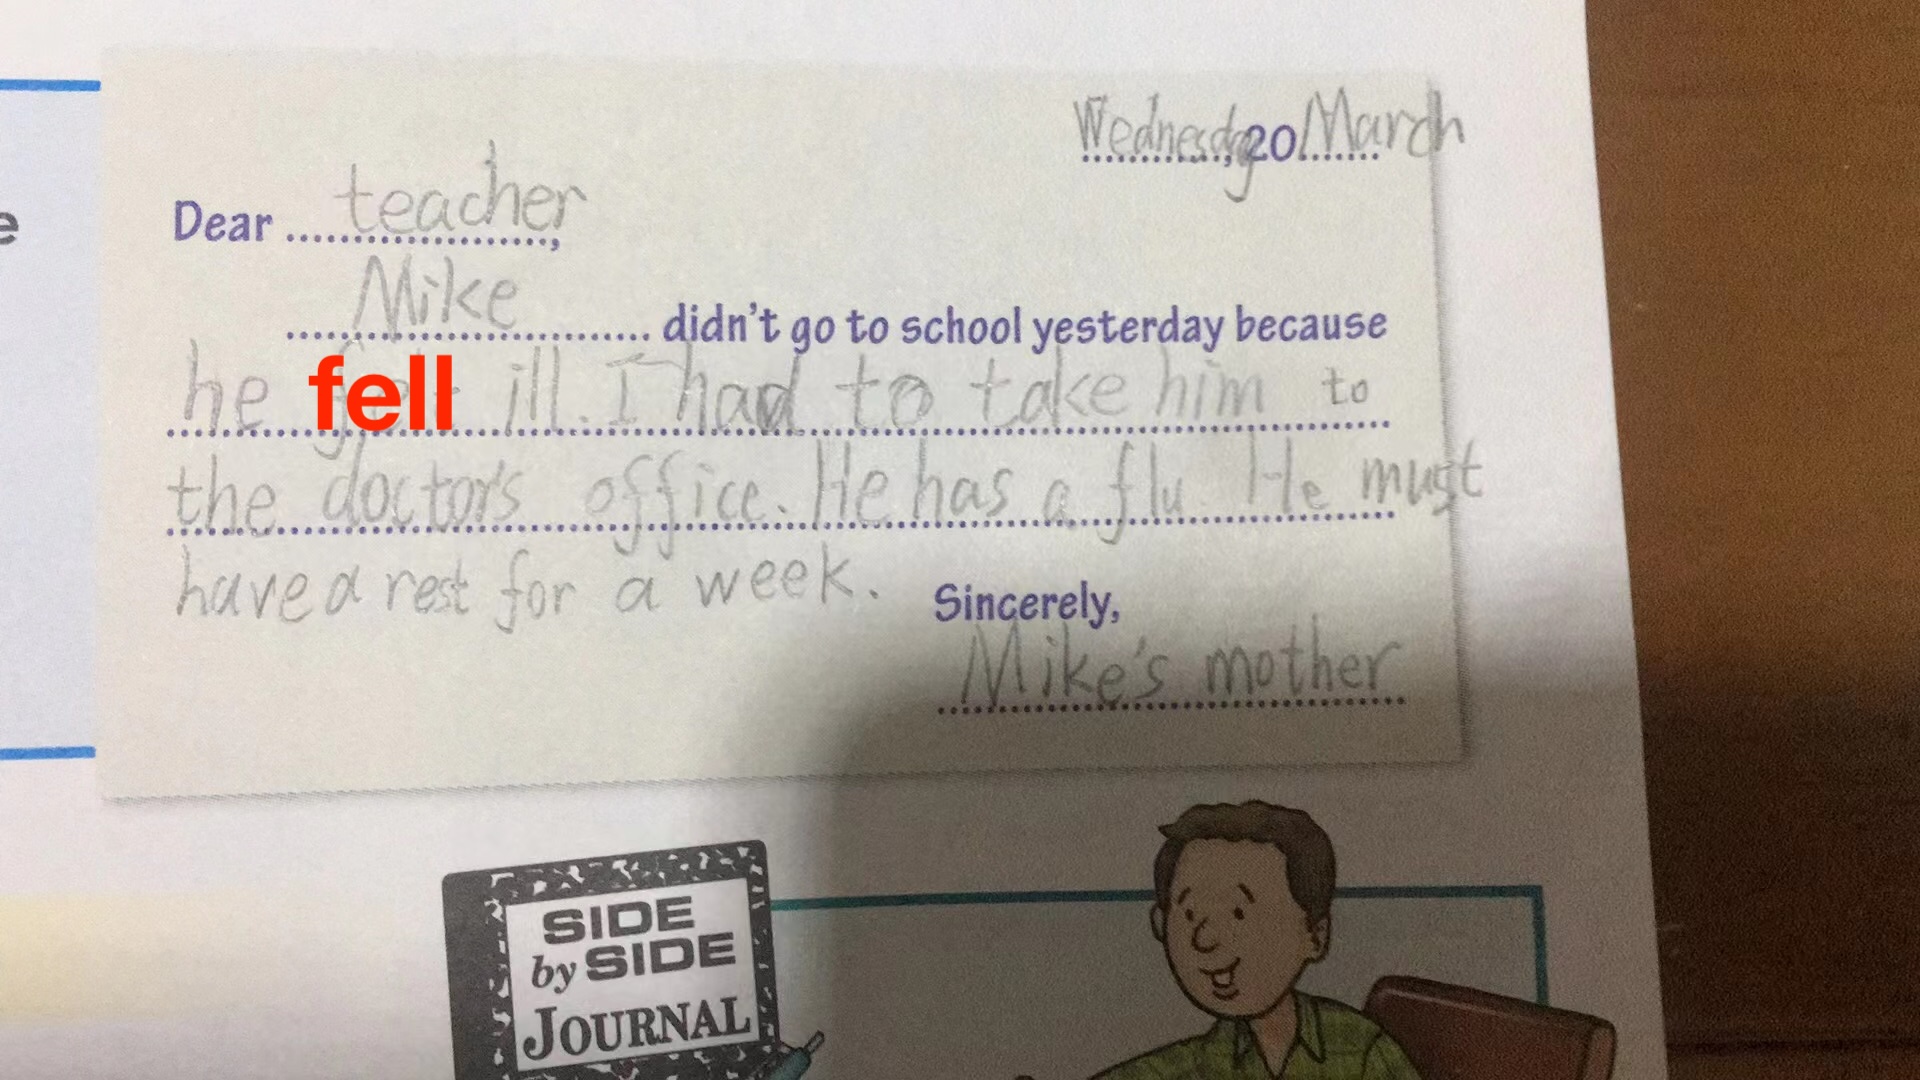 Wednesday, 20 March
Dear teacher,
Mike didn't go to school yesterday because
he fell ill. I had to take him to
the doctor's office. He has a flu. He must
have a rest for a week.
Sincerely,
Mike's mother
SIDE
by SIDE
JOURNAL